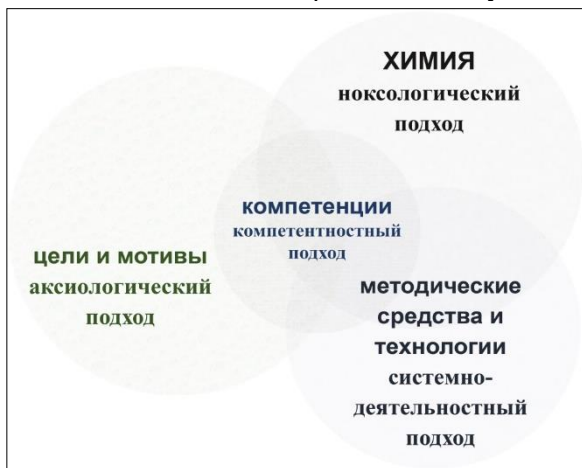 ХИМИЯ
ноксологический
подход
компетенции
компетентностный
подход
цели и мотивы
аксиологический
подход
методические
средства и
технологии
системно-
деятельностный
подход